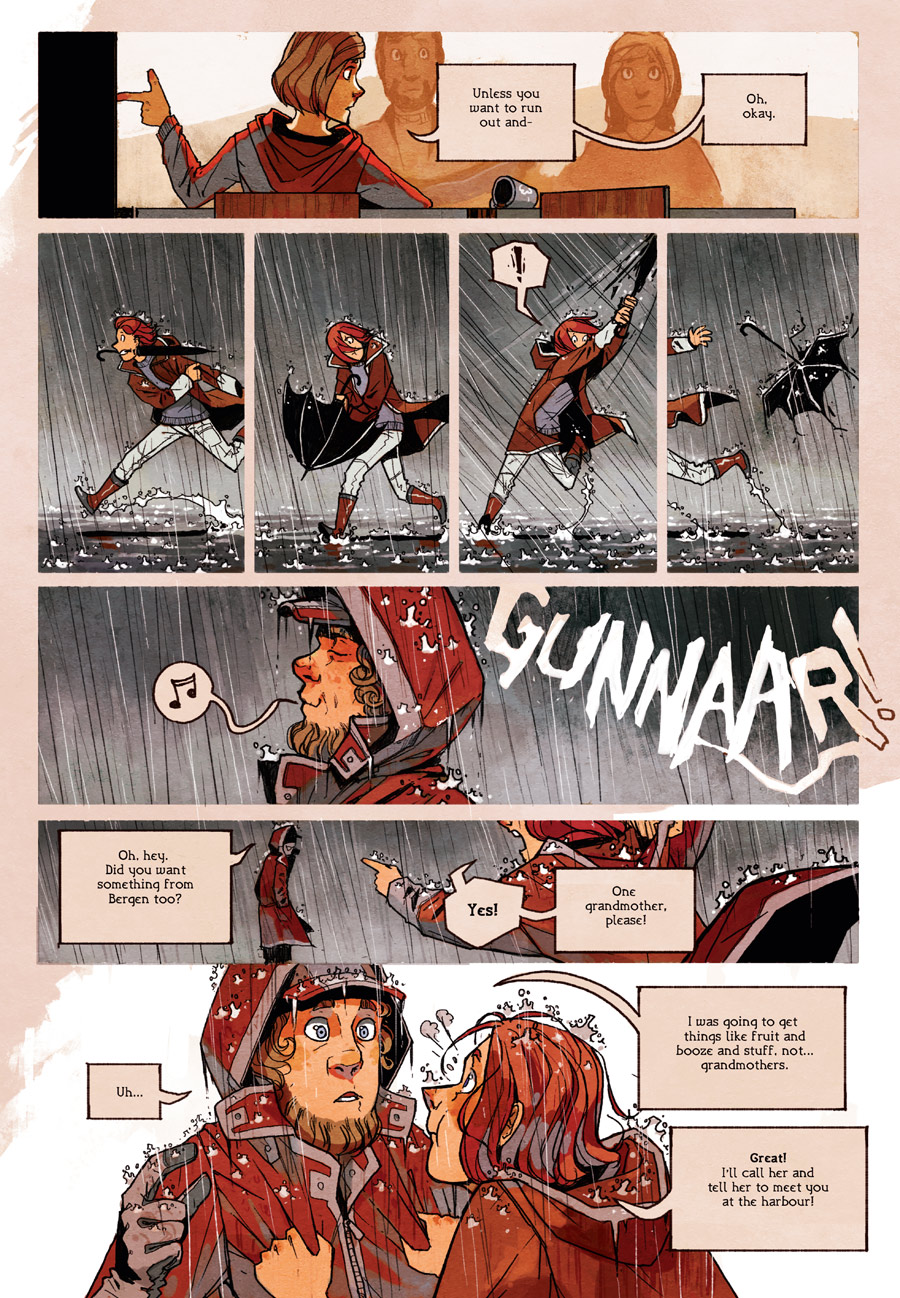 Unless you
want to run
out and-
Oh,
okay.
!
GUNNAAR!
Oh, hey.
Did you want
something from
Bergen too?
Yes!
One
grandmother,
please!
I was going to get
things like fruit and
booze and stuff, not...
grandmothers.
Uh...
Great!
I'll call her and
tell her to meet you
at the harbour!